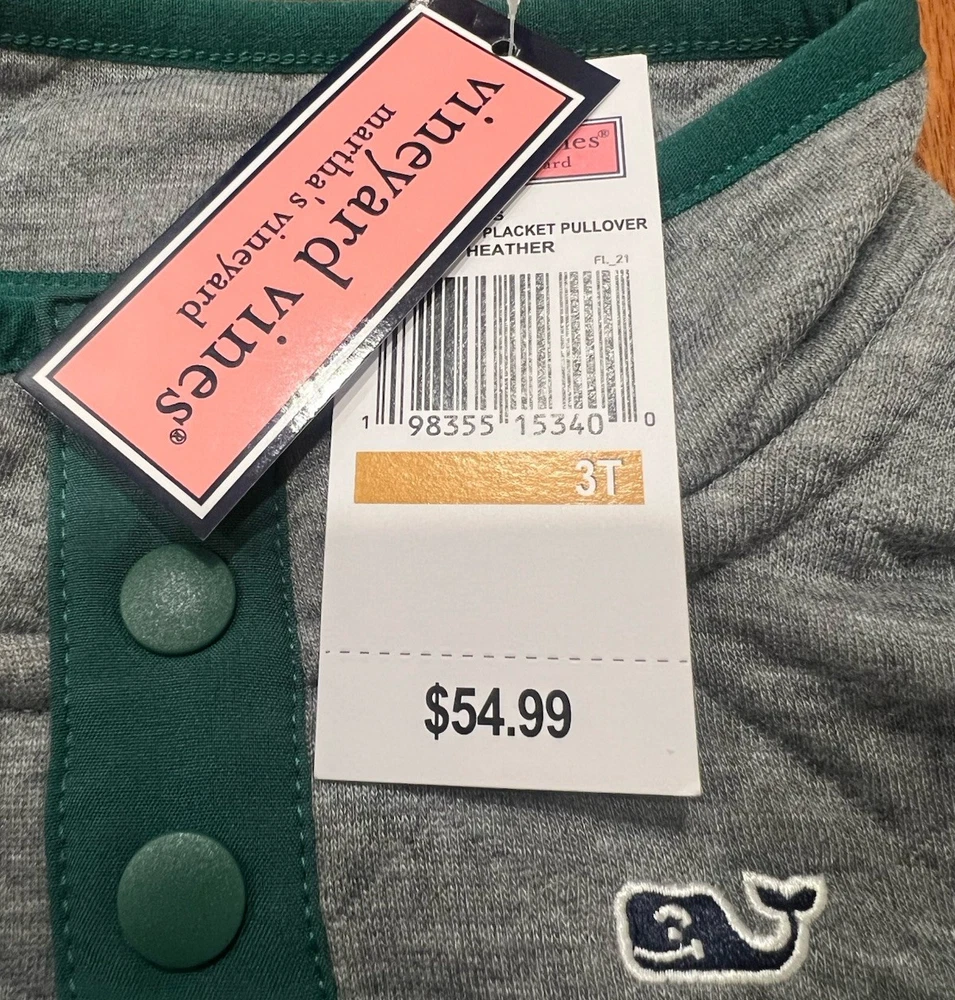 vineyard vines®
martha's vineyard
PLACKET PULLOVER
HEATHER
FL_21
1 98355 15340 0
3T
$54.99